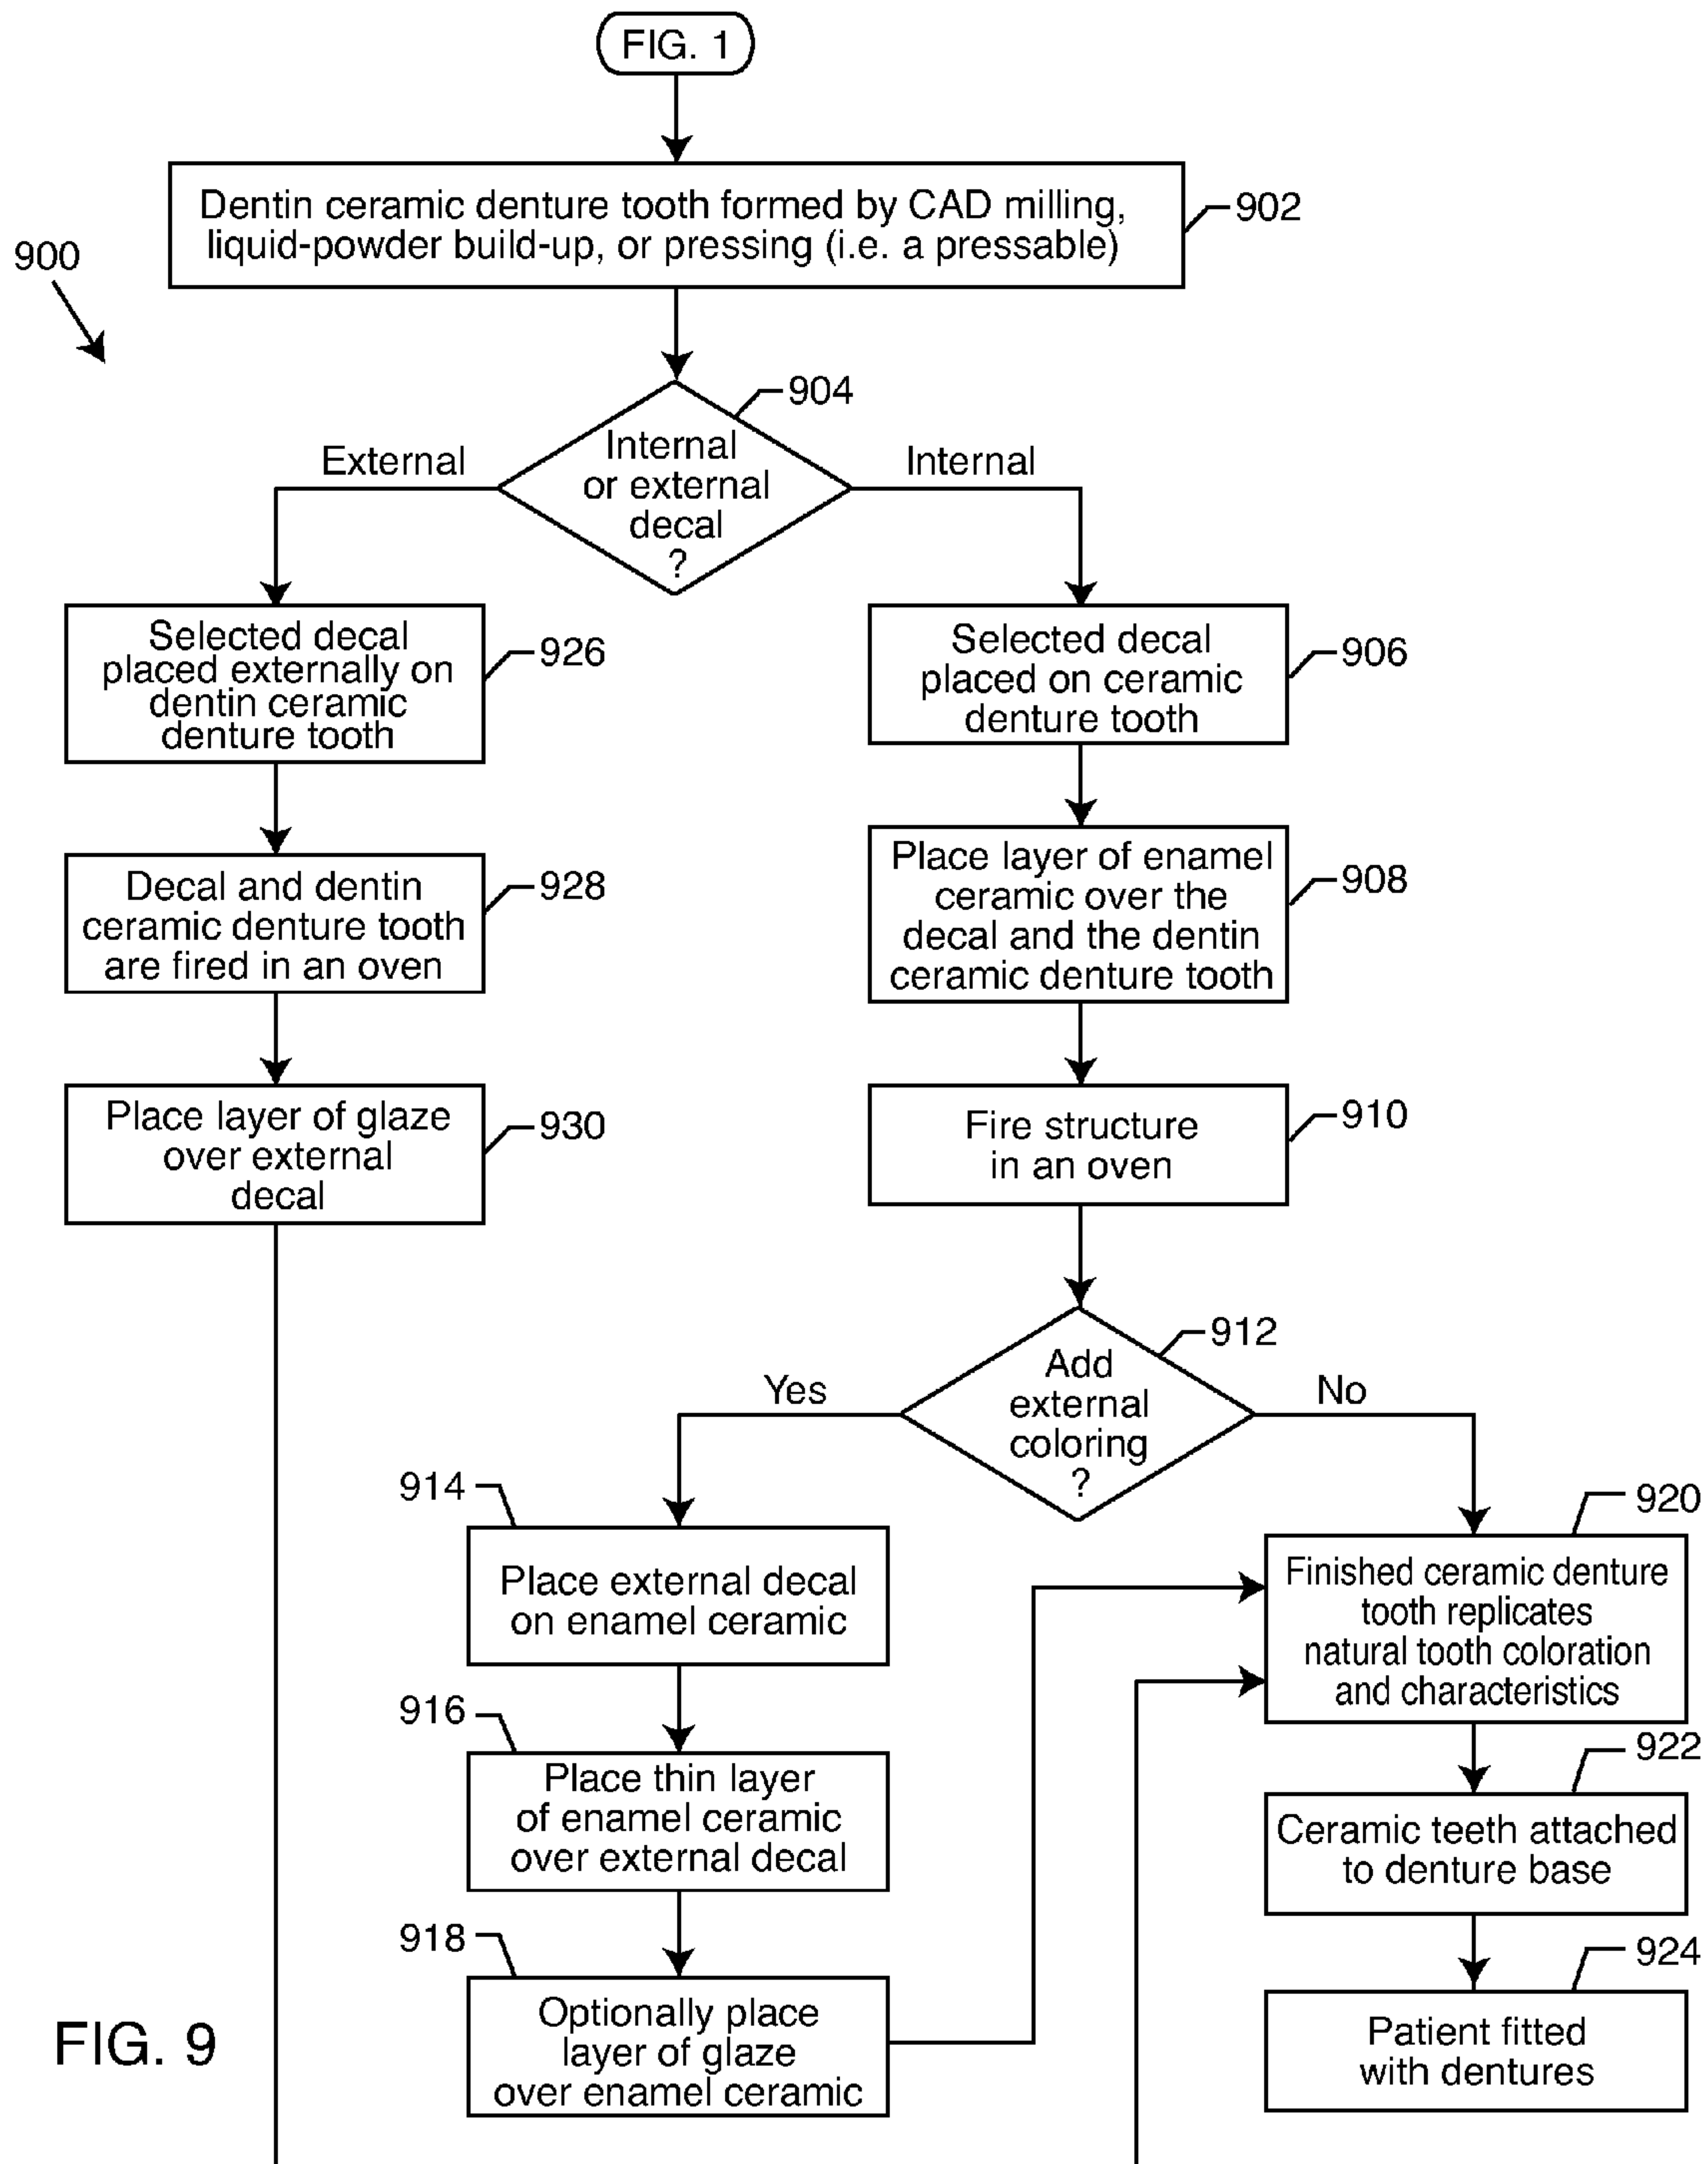 FIG. 1
Dentin ceramic denture tooth formed by CAD milling,
liquid-powder build-up, or pressing (i.e. a pressable)
902
900
904
Internal
or external
decal
?
External
Internal
Selected decal
placed externally on
dentin ceramic
denture tooth
926
Selected decal
placed on ceramic
denture tooth
906
Decal and dentin
ceramic denture tooth
are fired in an oven
928
Place layer of enamel
ceramic over the
decal and the dentin
ceramic denture tooth
908
Place layer of glaze
over external
decal
930
Fire structure
in an oven
910
912
Add
external
coloring
?
Yes
No
914
Place external decal
on enamel ceramic
920
Finished ceramic denture
tooth replicates
natural tooth coloration
and characteristics
916
Place thin layer
of enamel ceramic
over external decal
922
Ceramic teeth attached
to denture base
918
Optionally place
layer of glaze
over enamel ceramic
924
Patient fitted
with dentures
FIG. 9